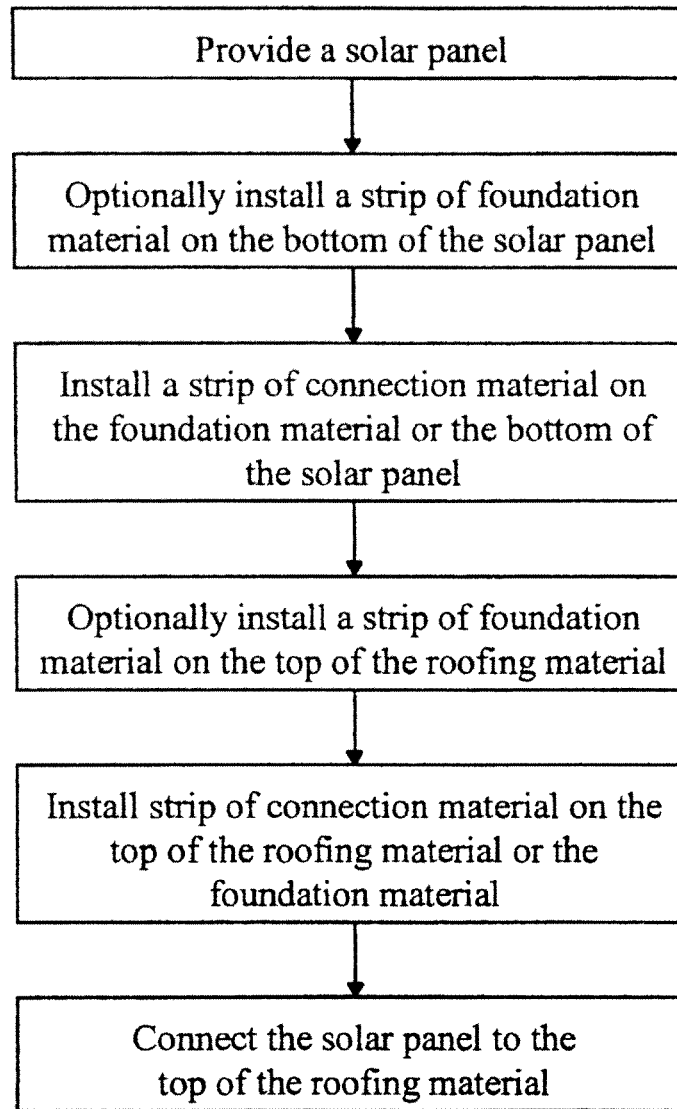 Provide a solar panel
Optionally install a strip of foundation
material on the bottom of the solar panel
Install a strip of connection material on
the foundation material or the bottom of
the solar panel
Optionally install a strip of foundation
material on the top of the roofing material
Install strip of connection material on the
top of the roofing material or the
foundation material
Connect the solar panel to the
top of the roofing material